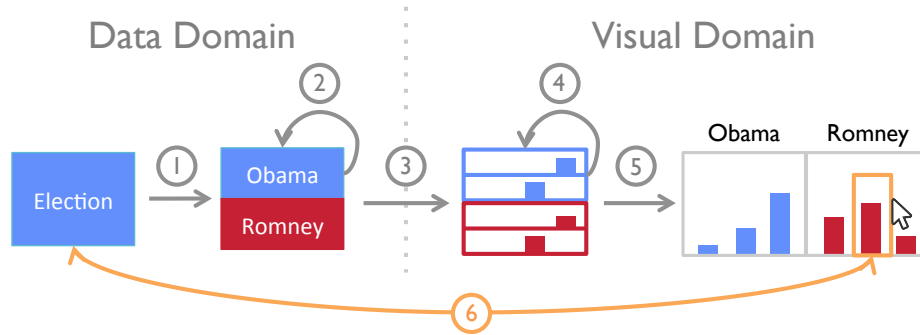 Data Domain
Visual Domain
2
4
Obama
Romney
1
3
5
Election
Obama
Romney
6